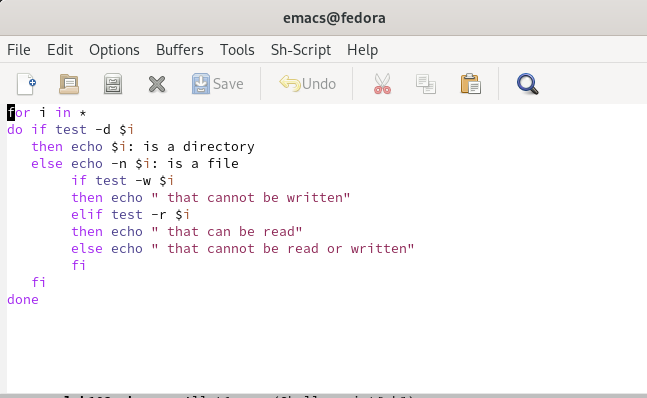 emacs@fedora
File Edit Options Buffers Tools Sh-Script Help
Save Undo
for i in *
do if test -d $i
   then echo $i: is a directory
   else echo -n $i: is a file
        if test -w $i
        then echo " that cannot be written"
        elif test -r $i
        then echo " that can be read"
        else echo " that cannot be read or written"
        fi
   fi
done